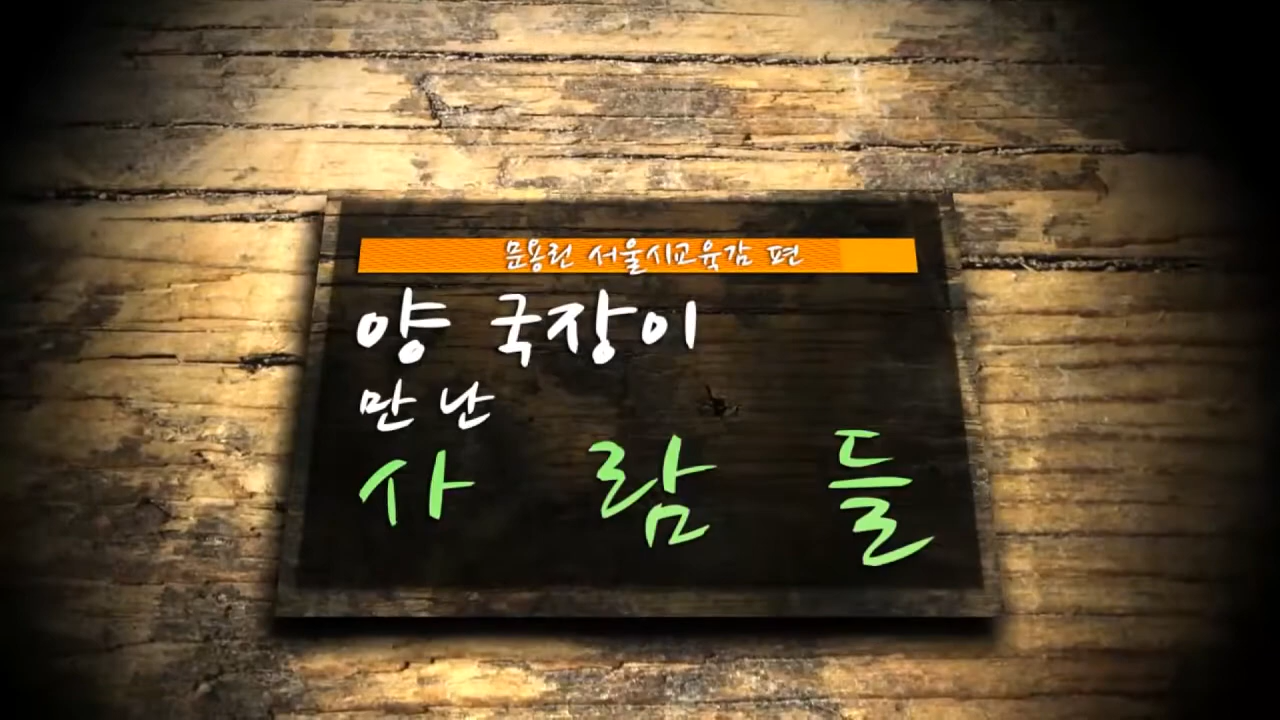 문용린 서울시교육감 편
양 국장이
만난
사람들